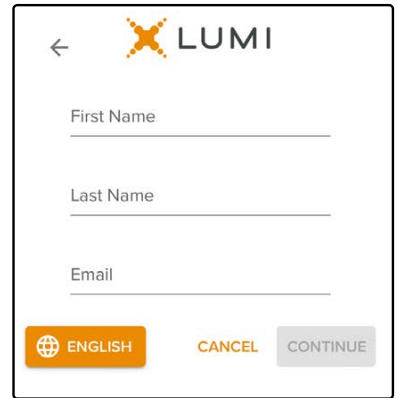 LUMI
First Name
Last Name
Email
ENGLISH CANCEL CONTINUE